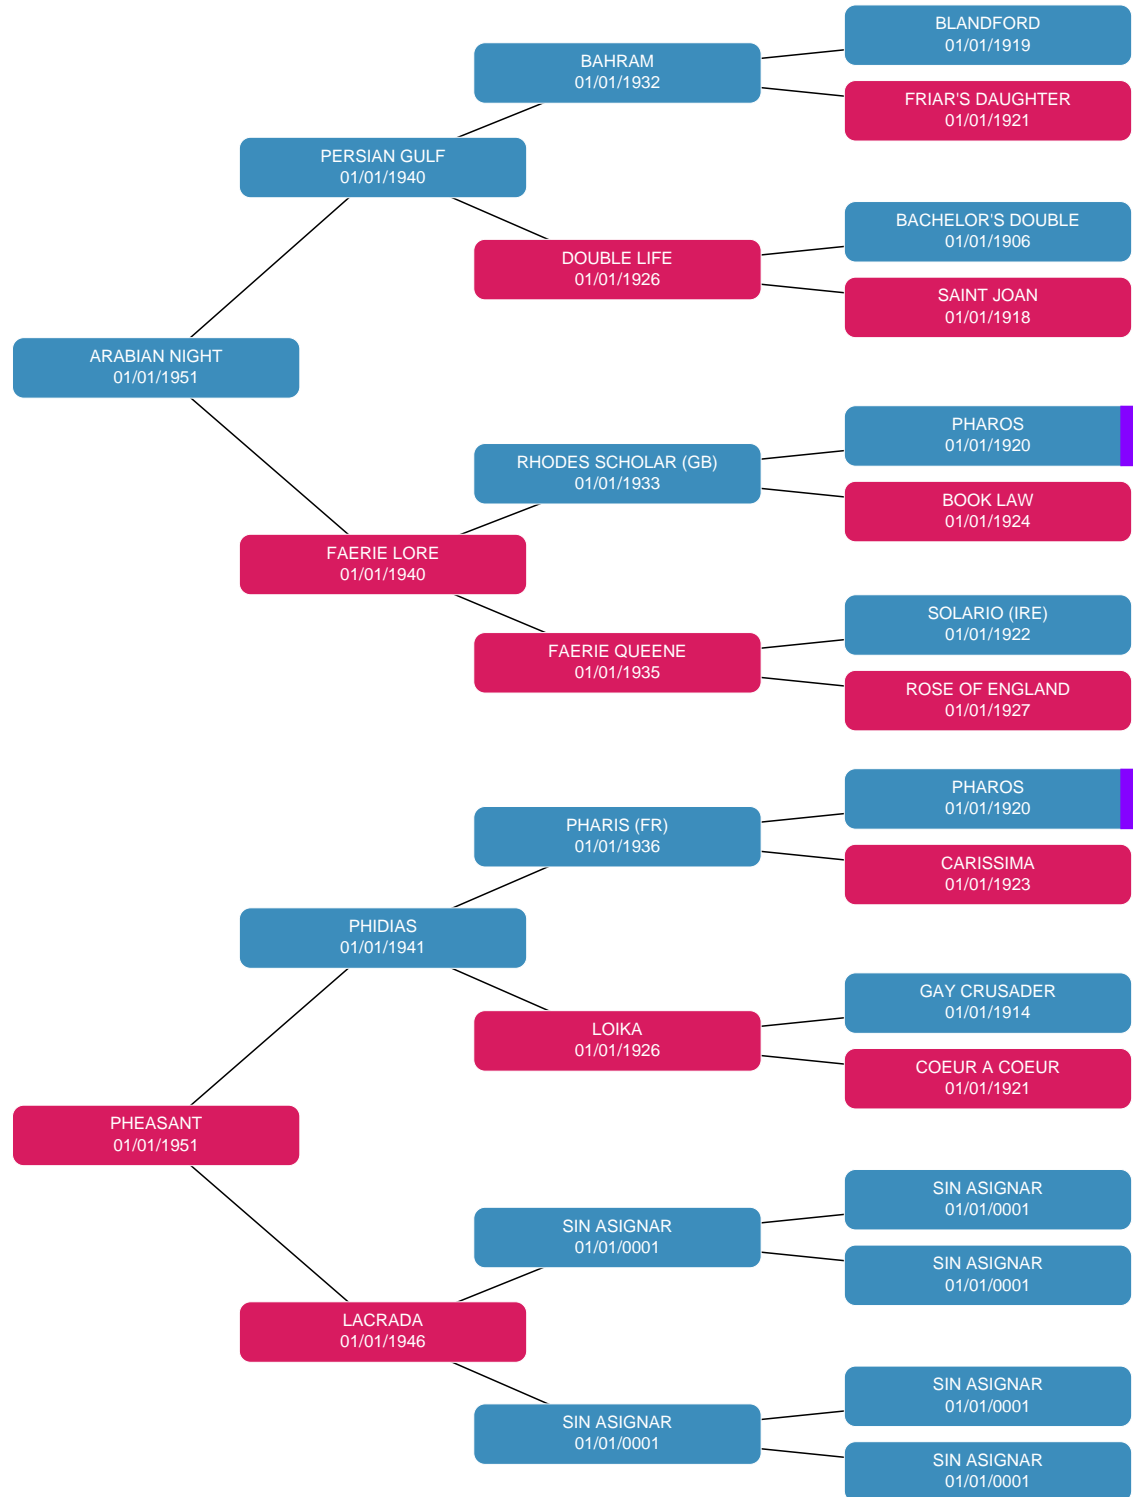 BLANDFORD
01/01/1919
BAHRAM
01/01/1932
FRIAR'S DAUGHTER
01/01/1921
PERSIAN GULF
01/01/1940
BACHELOR'S DOUBLE
01/01/1906
DOUBLE LIFE
01/01/1926
SAINT JOAN
01/01/1918
ARABIAN NIGHT
01/01/1951
PHAROS
01/01/1920
RHODES SCHOLAR (GB)
01/01/1933
BOOK LAW
01/01/1924
FAERIE LORE
01/01/1940
SOLARIO (IRE)
01/01/1922
FAERIE QUEENE
01/01/1935
ROSE OF ENGLAND
01/01/1927
PHAROS
01/01/1920
PHARIS (FR)
01/01/1936
CARISSIMA
01/01/1923
PHIDIAS
01/01/1941
GAY CRUSADER
01/01/1914
LOIKA
01/01/1926
COEUR A COEUR
01/01/1921
PHEASANT
01/01/1951
SIN ASIGNAR
01/01/0001
SIN ASIGNAR
01/01/0001
SIN ASIGNAR
01/01/0001
LACRADA
01/01/1946
SIN ASIGNAR
01/01/0001
SIN ASIGNAR
01/01/0001
SIN ASIGNAR
01/01/0001